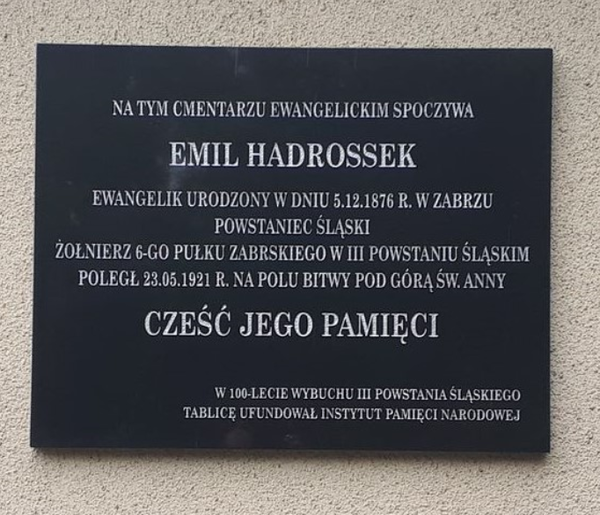 NA TYM CMENTARZU EWANGELICKIM SPOCZYWA
EMIL HADROSSEK
EWANGELIK URODZONY W DNIU 5.12.1876 R. W ZABRZU
POWSTANIEC ŚLĄSKI
ŻOŁNIERZ 6-GO PUŁKU ZABRSKIEGO W III POWSTANIU ŚLĄSKIM
POLEGŁ 23.05.1921 R. NA POLU BITWY POD GÓRĄ ŚW. ANNY
CZEŚĆ JEGO PAMIĘCI
W 100-LECIE WYBUCHU III POWSTANIA ŚLĄSKIEGO
TABLICĘ UFUNDOWAŁ INSTYTUT PAMIĘCI NARODOWEJ